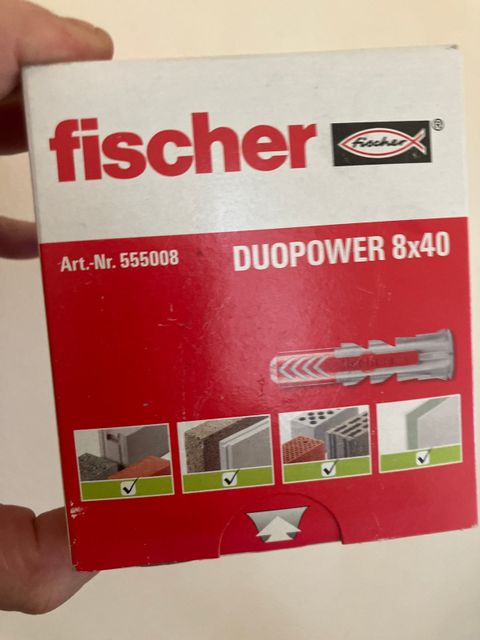 fischer
fischer
®
Art.-Nr. 555008
DUOPOWER 8x40